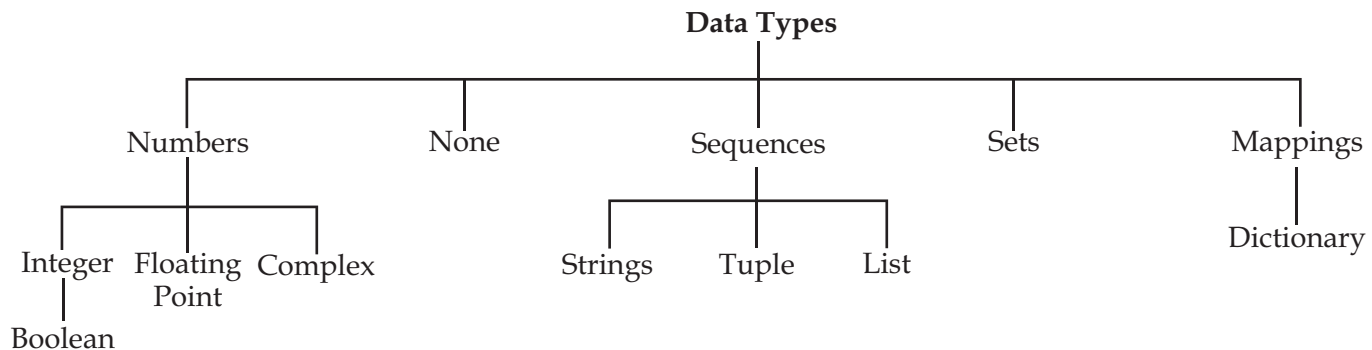 Data Types
Numbers None Sequences Sets Mappings
Integer Floating Point Complex Strings Tuple List Dictionary
Boolean